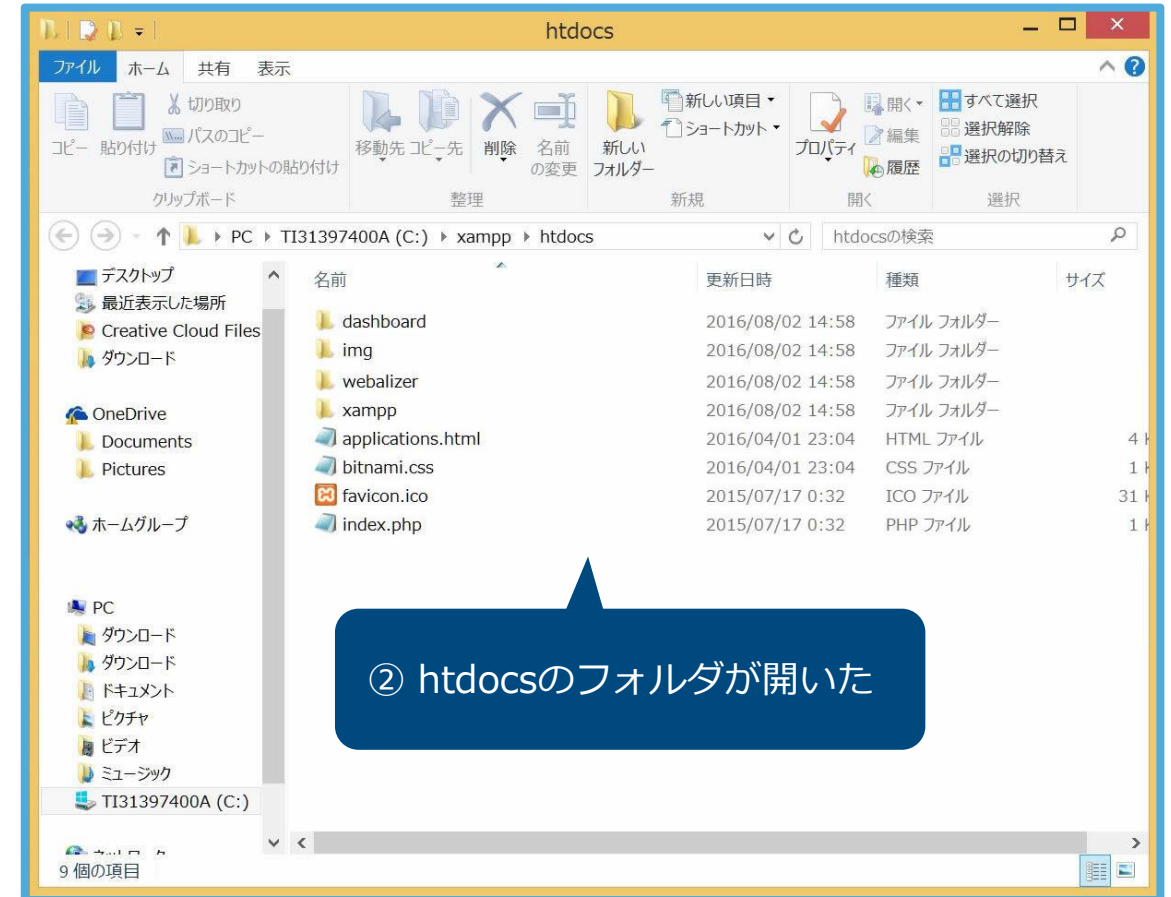 htdocs
ファイル ホーム 共有 表示
コピー 貼り付け 切り取り
パスのコピー
ショートカットの貼り付け
移動先 コピー先 削除 名前の変更 新しいフォルダー
新しい項目
ショートカット
プロパティ 開く
編集
履歴
すべて選択
選択解除
選択の切り替え
クリップボード 整理 新規 開く 選択
PC TI31397400A (C:) xampp htdocs htdocsの検索
デスクトップ
最近表示した場所
Creative Cloud Files
ダウンロード
OneDrive
Documents
Pictures
ホームグループ
PC
ダウンロード
ダウンロード
ドキュメント
ピクチャ
ビデオ
ミュージック
TI31397400A (C:)
名前 更新日時 種類 サイズ
dashboard 2016/08/02 14:58 ファイル フォルダー
img 2016/08/02 14:58 ファイル フォルダー
webalizer 2016/08/02 14:58 ファイル フォルダー
xampp 2016/08/02 14:58 ファイル フォルダー
applications.html 2016/04/01 23:04 HTML ファイル 4
bitnami.css 2016/04/01 23:04 CSS ファイル 1
favicon.ico 2015/07/17 0:32 ICO ファイル 31
index.php 2015/07/17 0:32 PHP ファイル 1
② htdocsのフォルダが開いた
9 個の項目